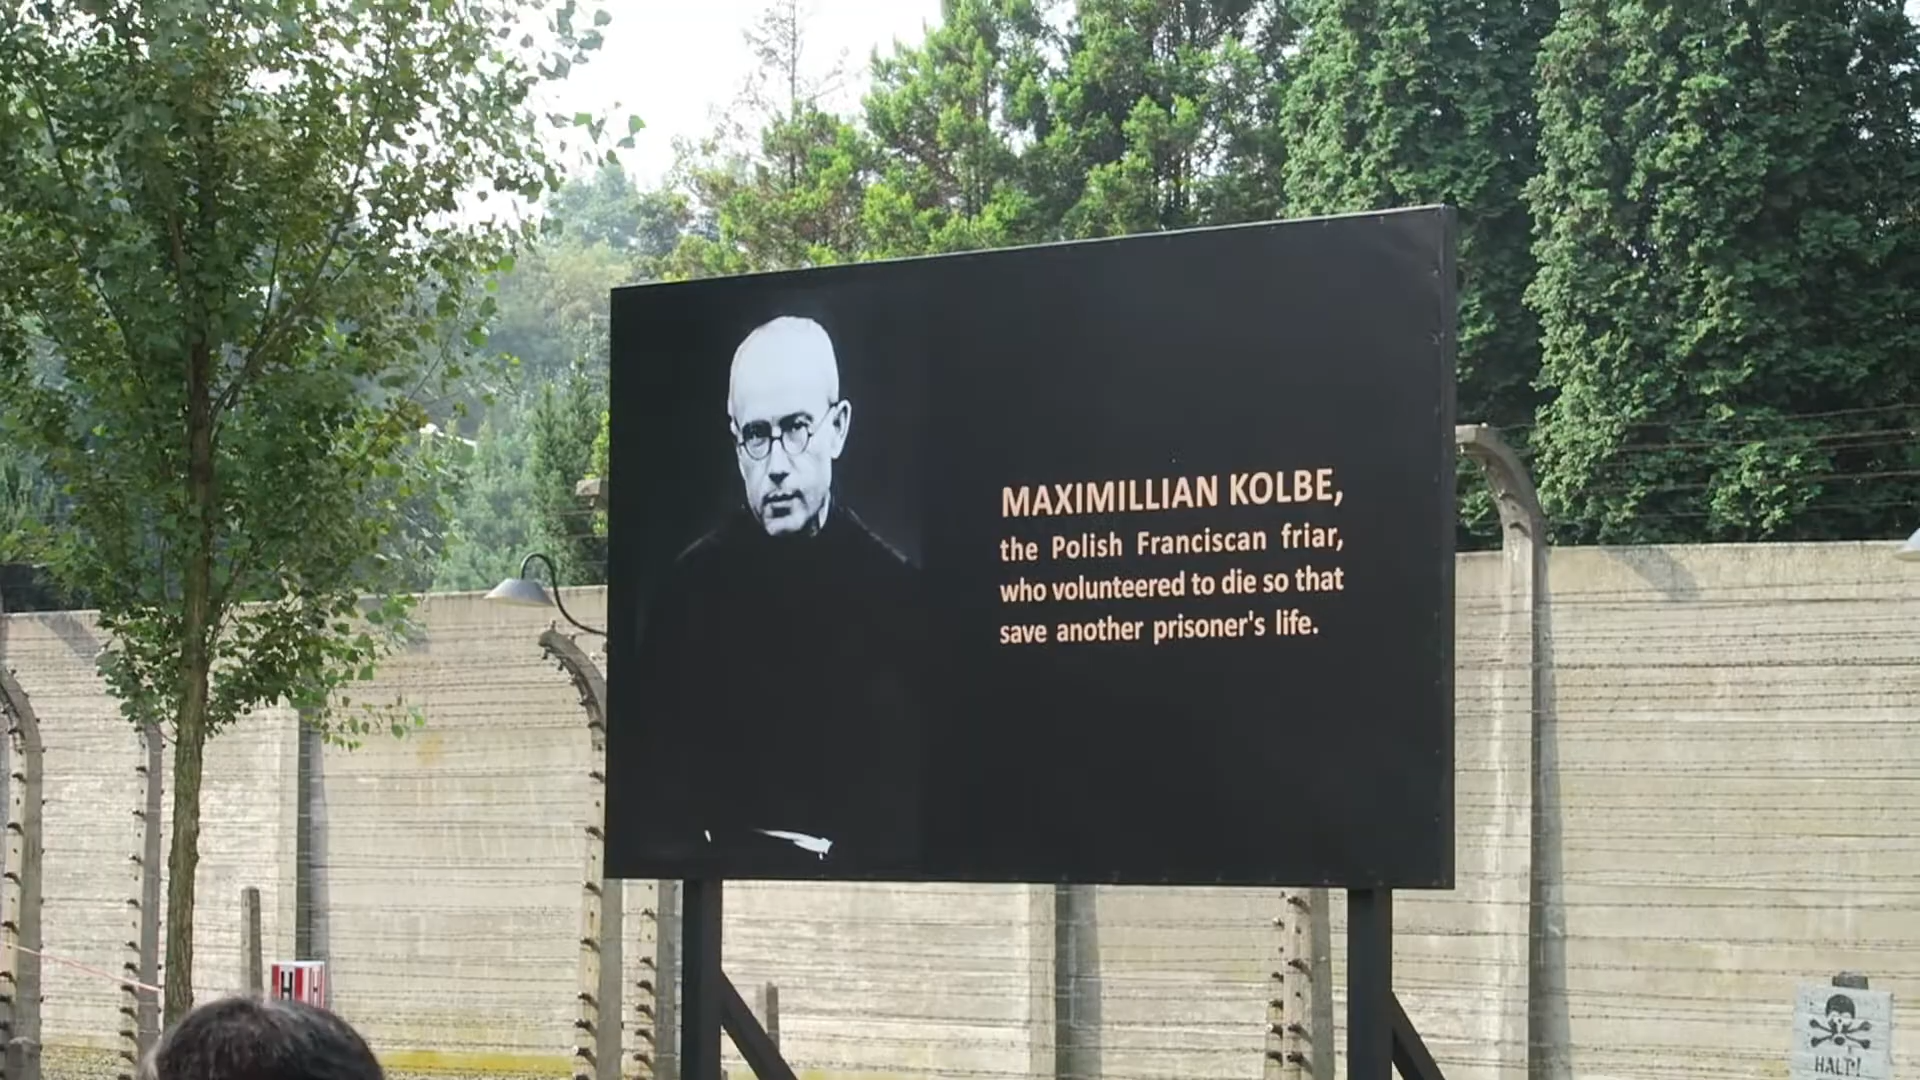 MAXIMILLIAN KOLBE,
the Polish Franciscan friar,
who volunteered to die so that
save another prisoner's life.
H H
HALT!